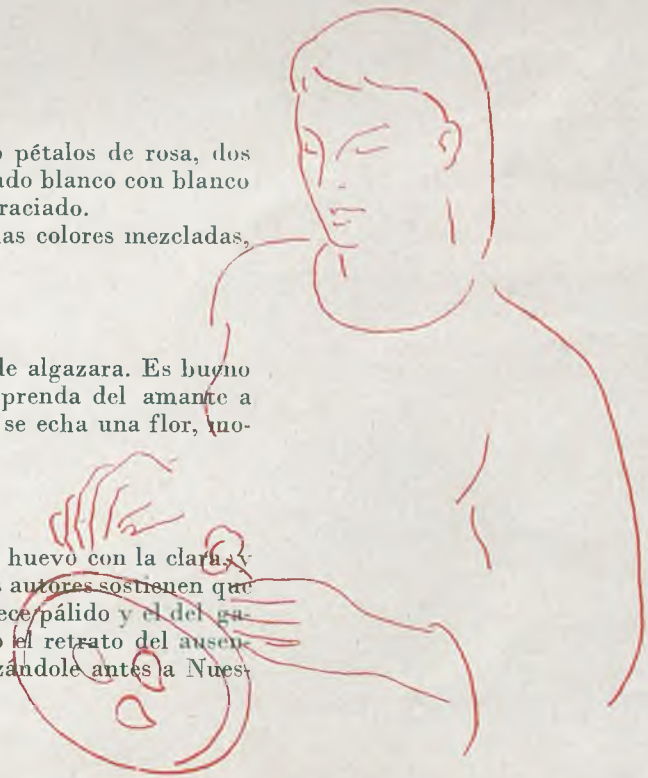 pétalos de rosa, dos
ado blanco con blanco
raciado.
as colores mezcladas,
de algazara. Es bueno
prenda del amante a
se echa una flor, mo-
huevo con la clara, y
s autores sostienen que
ece pálido y el del ga-
o el retrato del ausen-
zándole antes a Nues-